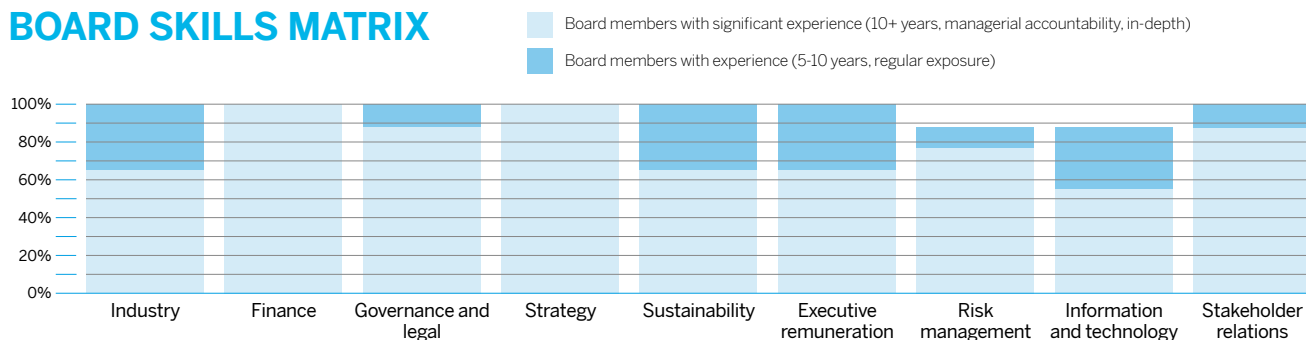 BOARD SKILLS MATRIX
Board members with significant experience (10+ years, managerial accountability, in-depth)
Board members with experience (5-10 years, regular exposure)
100%
80%
60%
40%
20%
0%
Industry
Finance
Governance and
legal
Strategy
Sustainability
Executive
remuneration
Risk
management
Information
and technology
Stakeholder
relations